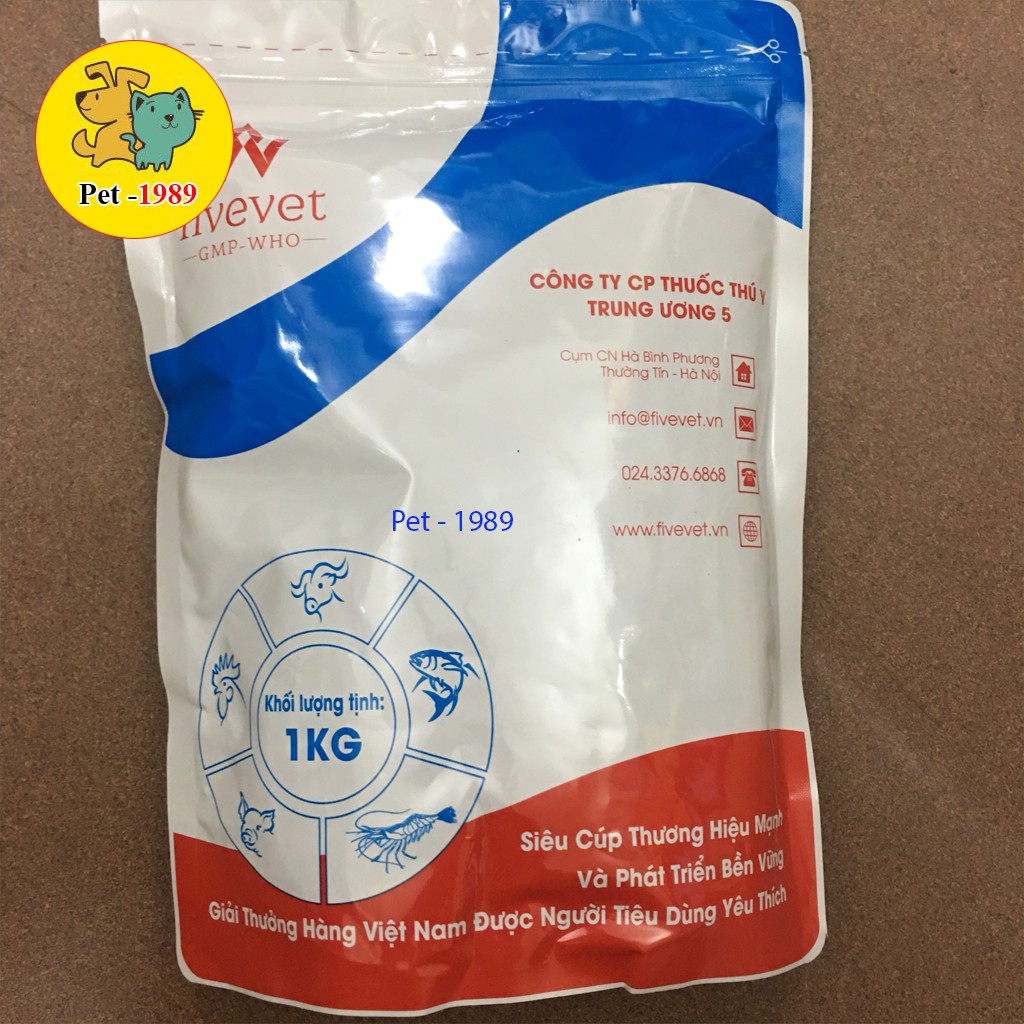 Pet -1989
fivevet
GMP-WHO
CÔNG TY CP THUỐC THÚ Y
TRUNG ƯƠNG 5
Cụm CN Hà Bình Phương
Thường Tín - Hà Nội
info@fivevet.vn
024.3376.6868
www.fivevet.vn
Pet - 1989
Khối lượng tịnh:
1KG
Siêu Cúp Thương Hiệu Mạnh
Và Phát Triển Bền Vững
Giải Thưởng Hàng Việt Nam Được Người Tiêu Dùng Yêu Thích